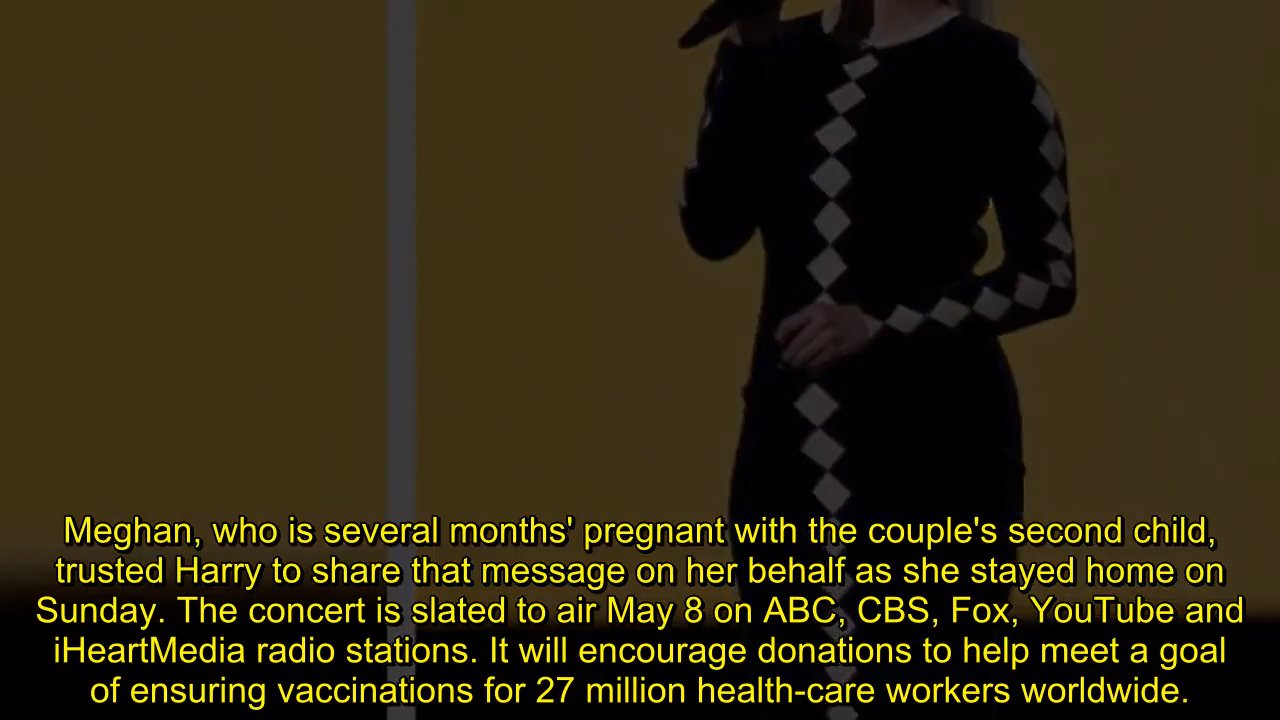 Meghan, who is several months' pregnant with the couple's second child,
trusted Harry to share that message on her behalf as she stayed home on
Sunday. The concert is slated to air May 8 on ABC, CBS, Fox, YouTube and
iHeartMedia radio stations. It will encourage donations to help meet a goal
of ensuring vaccinations for 27 million health-care workers worldwide.